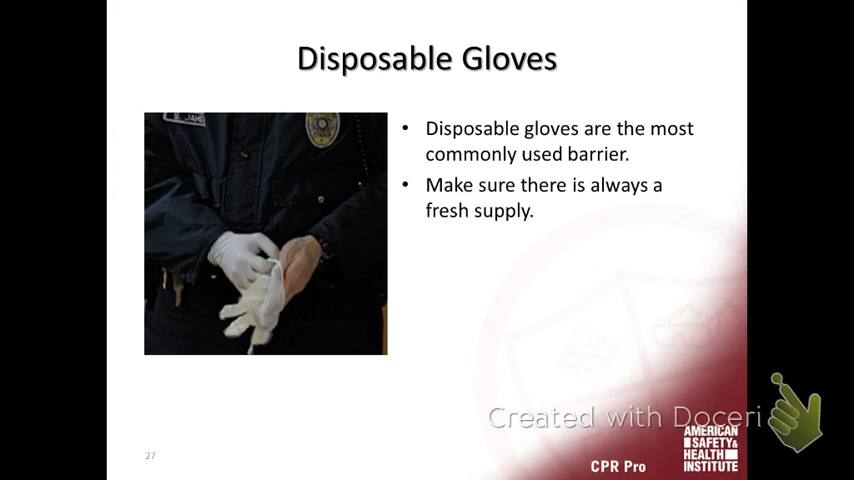 Disposable Gloves
• Disposable gloves are the most
commonly used barrier.
• Make sure there is always a
fresh supply.
Created with Doceri
AMERICAN
SAFETY&
HEALTH
INSTITUTE
CPR Pro
27